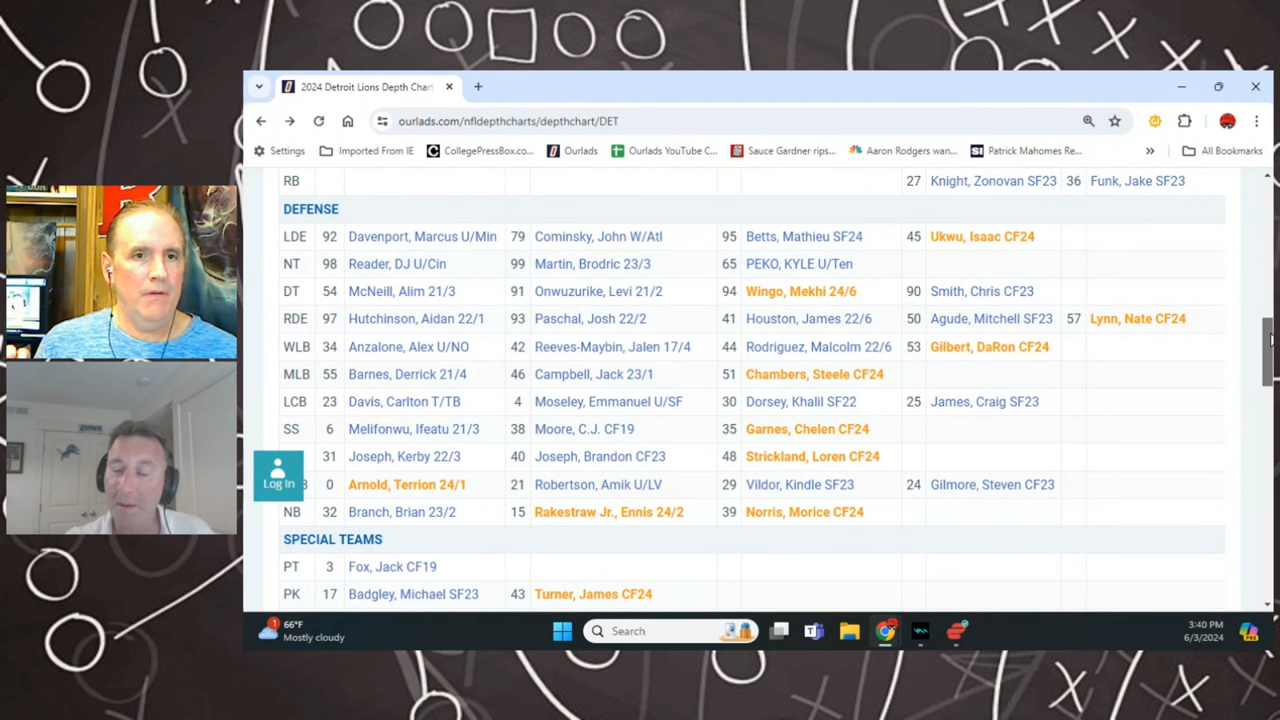 2024 Detroit Lions Depth Chart
ourlads.com/nfldepthcharts/depthchart/DET
Settings Imported From IE CollegePressBox.co... Ourlads Ourlads YouTube C... Sauce Gardner rips... Aaron Rodgers wan... Patrick Mahomes Re... » All Bookmarks
RB 27 Knight, Zonovan SF23 36 Funk, Jake SF23
DEFENSE
LDE 92 Davenport, Marcus U/Min 79 Cominsky, John W/Atl 95 Betts, Mathieu SF24 45 Ukwu, Isaac CF24
NT 98 Reader, DJ U/Cin 99 Martin, Brodric 23/3 65 PEKO, KYLE U/Ten
DT 54 McNeill, Alim 21/3 91 Onwuzurike, Levi 21/2 94 Wingo, Mekhi 24/6 90 Smith, Chris CF23
RDE 97 Hutchinson, Aidan 22/1 93 Paschal, Josh 22/2 41 Houston, James 22/6 50 Agude, Mitchell SF23 57 Lynn, Nate CF24
WLB 34 Anzalone, Alex U/NO 42 Reeves-Maybin, Jalen 17/4 44 Rodriguez, Malcolm 22/6 53 Gilbert, DaRon CF24
MLB 55 Barnes, Derrick 21/4 46 Campbell, Jack 23/1 51 Chambers, Steele CF24
LCB 23 Davis, Carlton T/TB 4 Moseley, Emmanuel U/SF 30 Dorsey, Khalil SF22 25 James, Craig SF23
SS 6 Melifonwu, Ifeatu 21/3 38 Moore, C.J. CF19 35 Garnes, Chelen CF24
31 Joseph, Kerby 22/3 40 Joseph, Brandon CF23 48 Strickland, Loren CF24
Log In
0 Arnold, Terrion 24/1 21 Robertson, Amik U/LV 29 Vildor, Kindle SF23 24 Gilmore, Steven CF23
NB 32 Branch, Brian 23/2 15 Rakestraw Jr., Ennis 24/2 39 Norris, Morice CF24
SPECIAL TEAMS
PT 3 Fox, Jack CF19
PK 17 Badgley, Michael SF23 43 Turner, James CF24
1 66°F
Mostly cloudy
Search
3:40 PM
6/3/2024